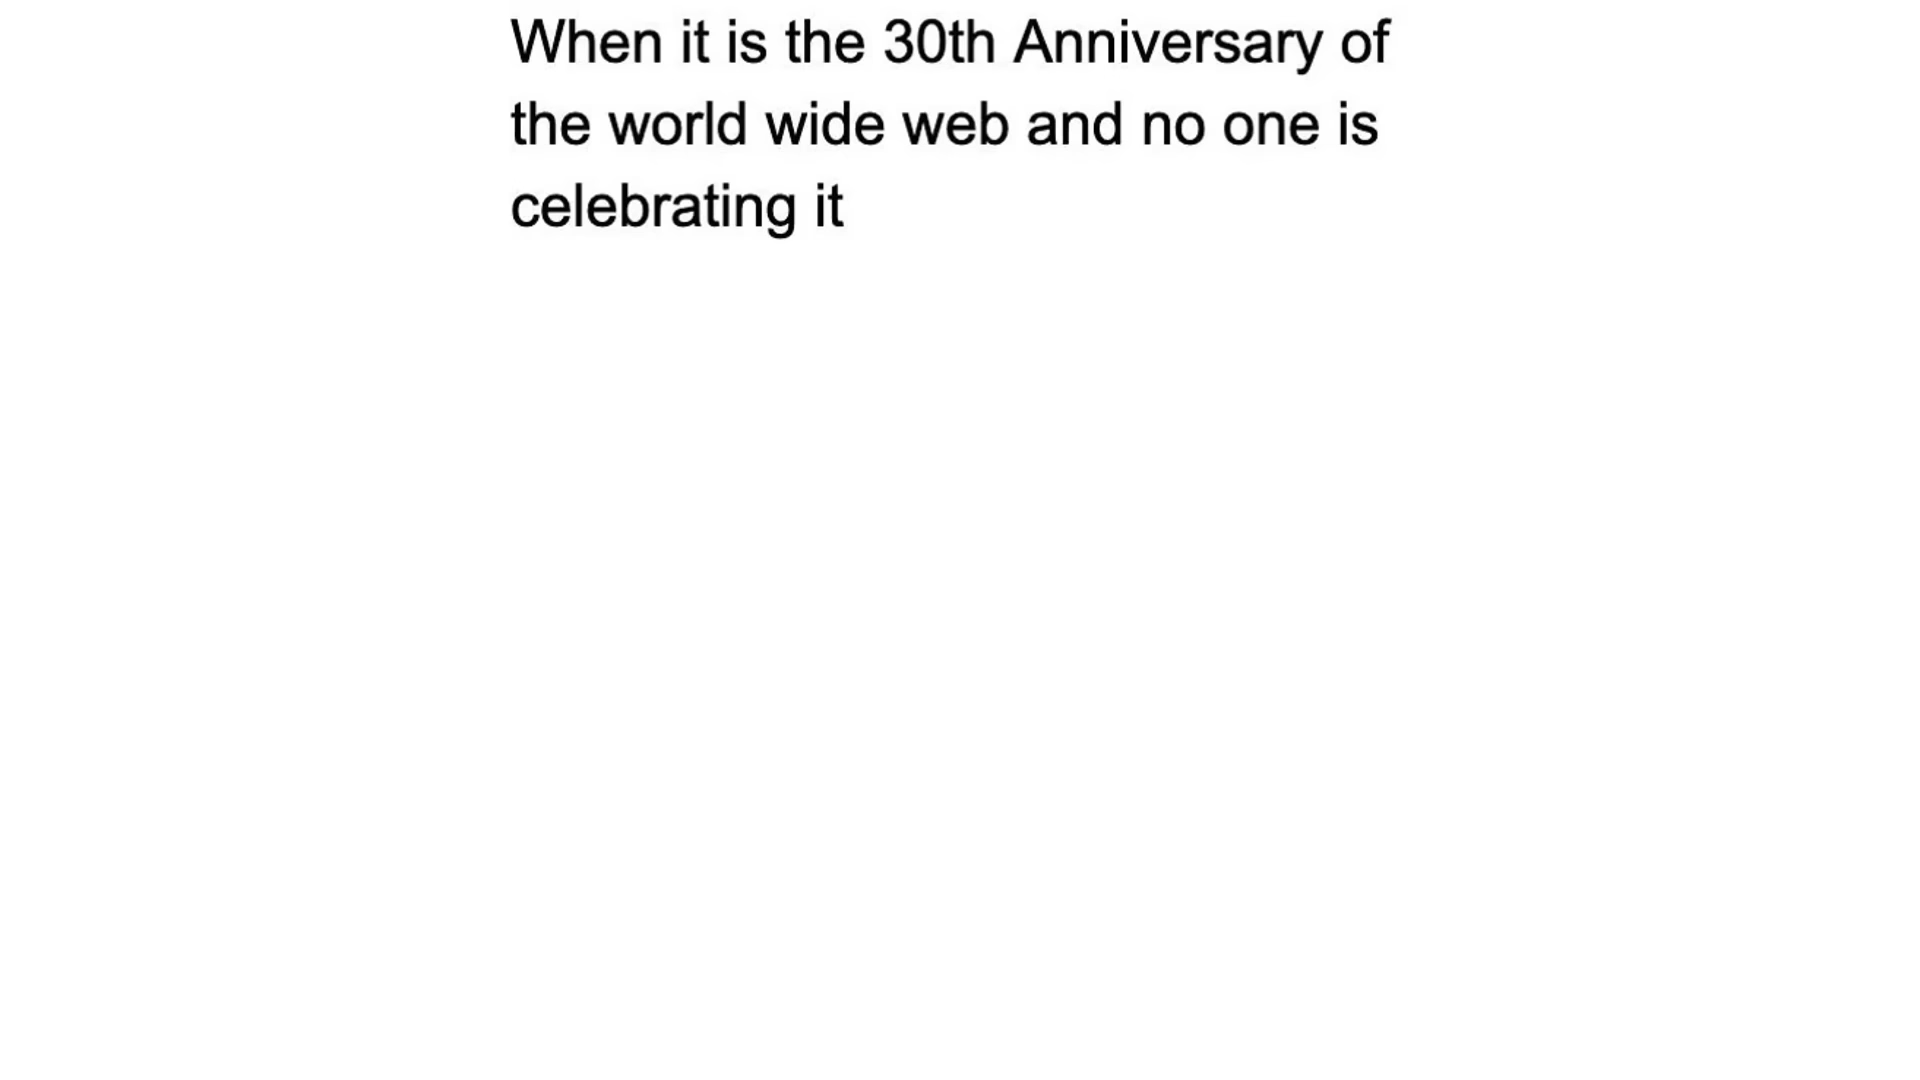 When it is the 30th Anniversary of
the world wide web and no one is
celebrating it